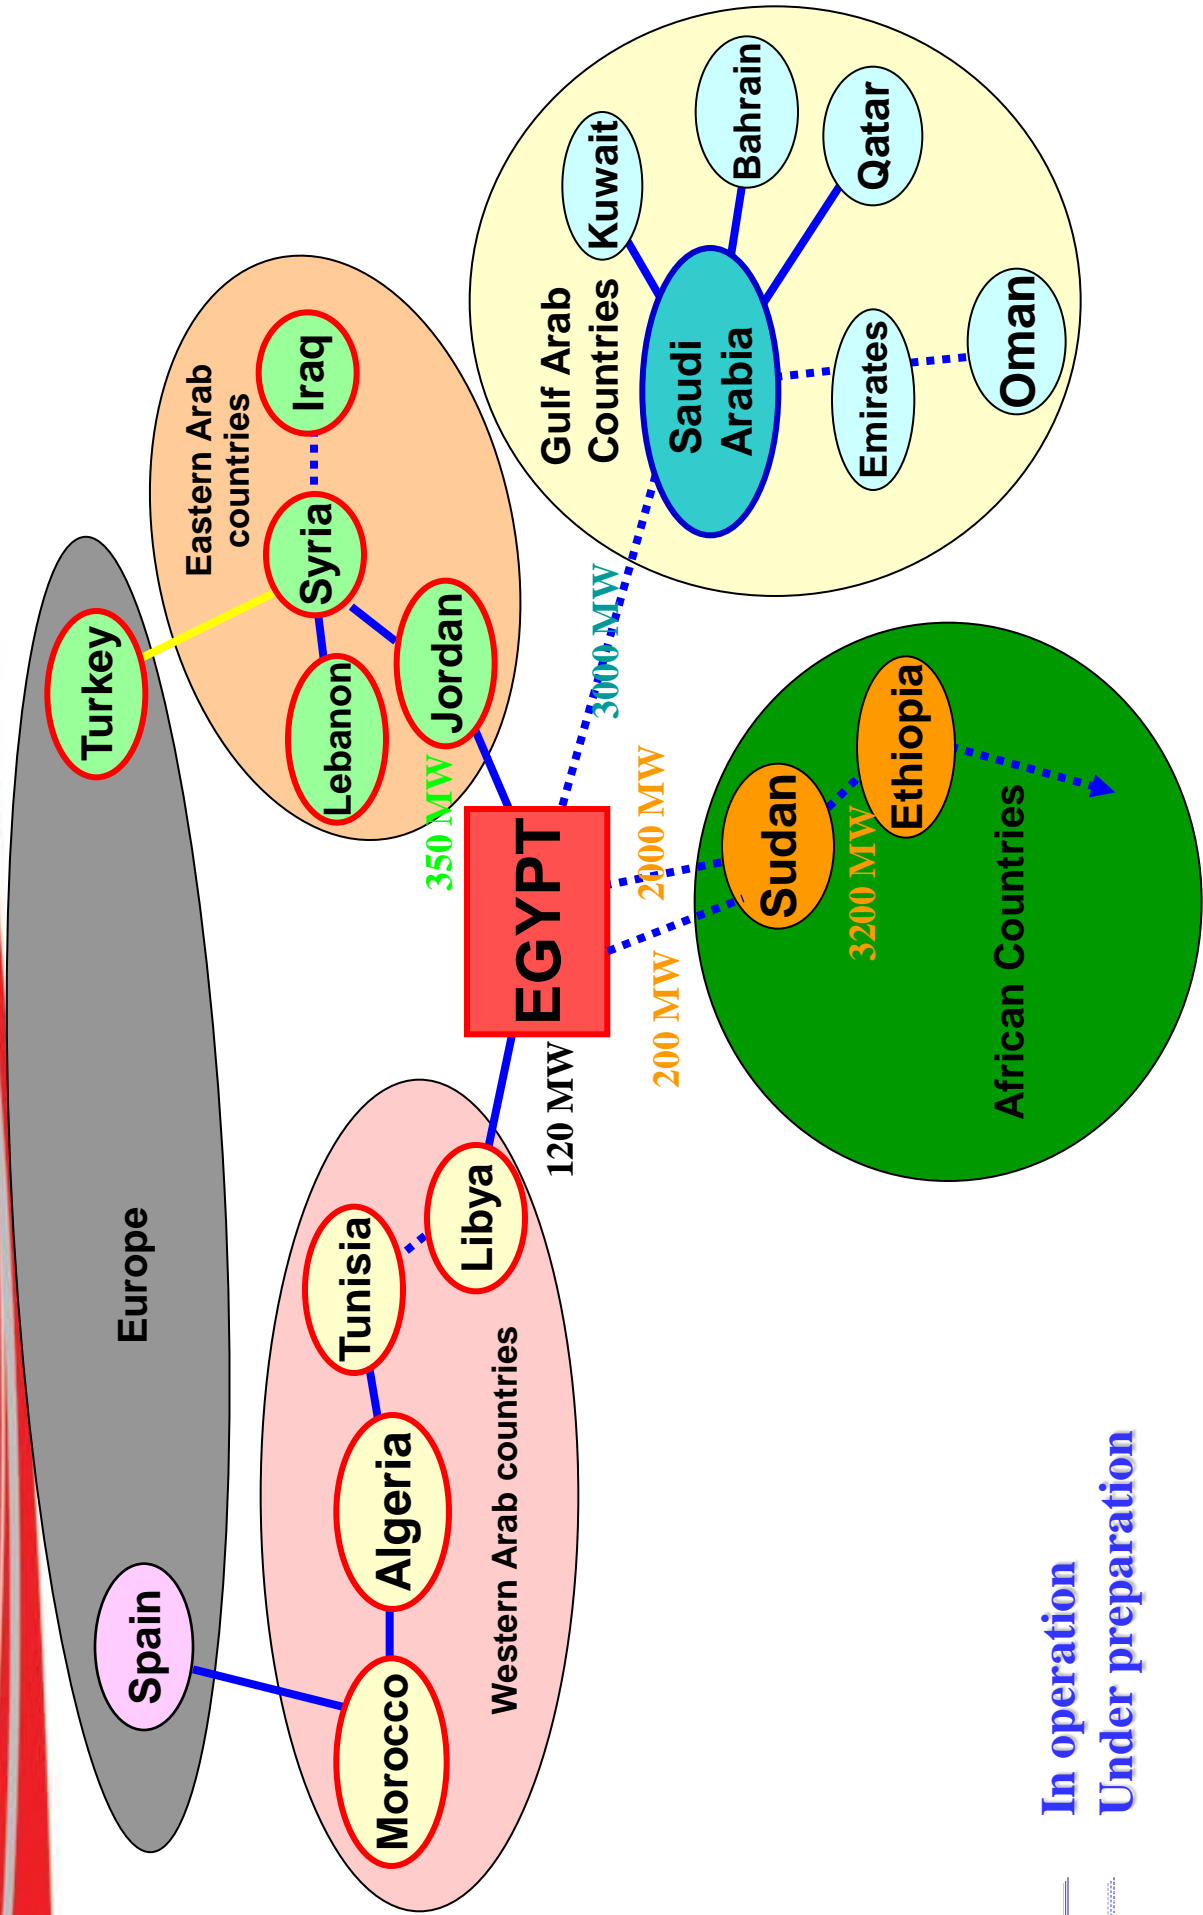 Europe
Spain
Turkey
Eastern Arab
countries
Iraq
Syria
Lebanon
Jordan
Tunisia
Algeria
Morocco
Libya
Western Arab countries
350 MW
EGYPT
120 MW
3000 MW
2000 MW
200 MW
Gulf Arab
Countries
Kuwait
Bahrain
Qatar
Saudi
Arabia
Emirates
Oman
Sudan
3200 MW
Ethiopia
African Countries
In operation
Under preparation